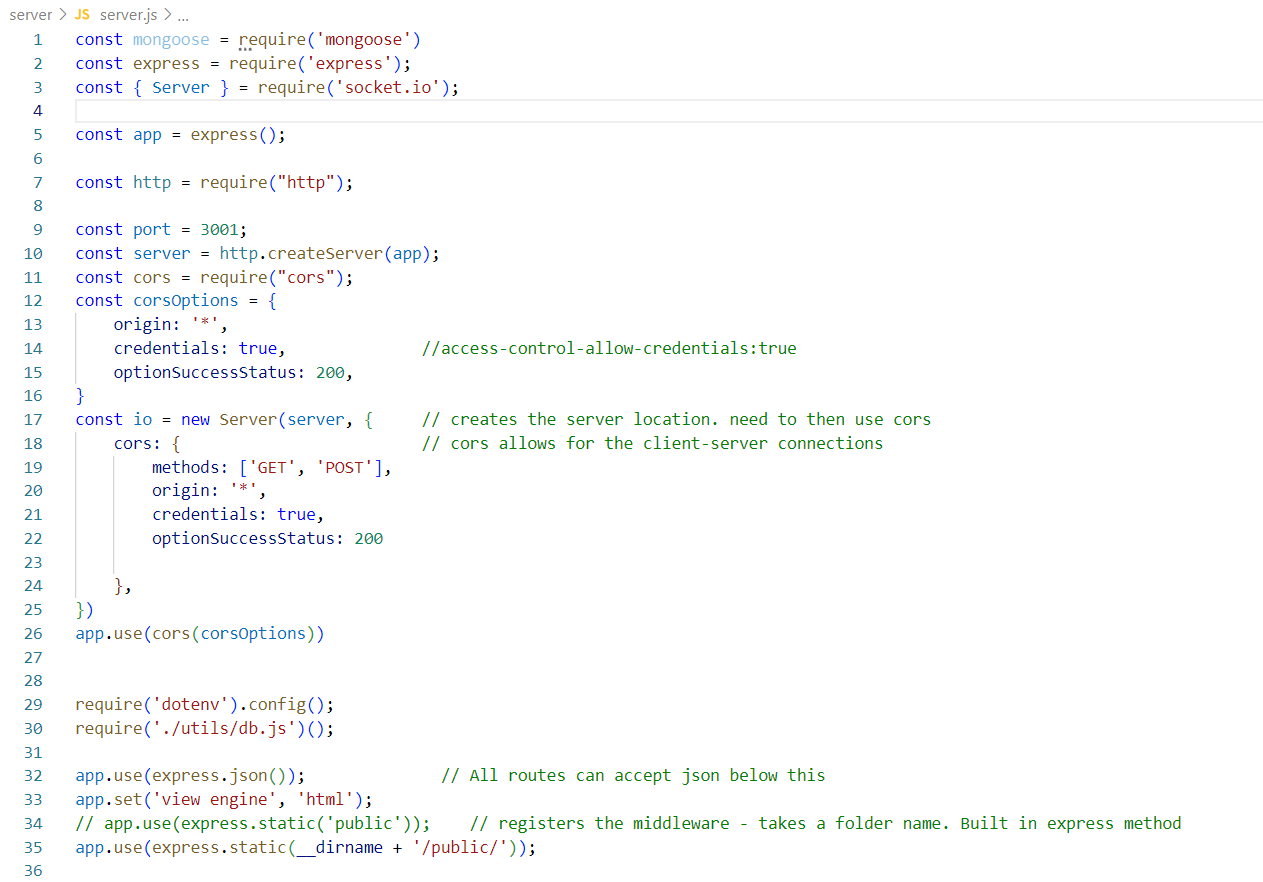 server > JS server.js > ...
1 const mongoose = require('mongoose')
2 const express = require('express');
3 const { Server } = require('socket.io');
4
5 const app = express();
6
7 const http = require("http");
8
9 const port = 3001;
10 const server = http.createServer(app);
11 const cors = require("cors");
12 const corsOptions = {
13     origin: '*',
14     credentials: true,              //access-control-allow-credentials:true
15     optionSuccessStatus: 200,
16 }
17 const io = new Server(server, {     // creates the server location. need to then use cors
18     cors: {                         // cors allows for the client-server connections
19         methods: ['GET', 'POST'],
20         origin: '*',
21         credentials: true,
22         optionSuccessStatus: 200
23
24     },
25 })
26 app.use(cors(corsOptions))
27
28
29 require('dotenv').config();
30 require('./utils/db.js')();
31
32 app.use(express.json());              // All routes can accept json below this
33 app.set('view engine', 'html');
34 // app.use(express.static('public'));    // registers the middleware - takes a folder name. Built in express method
35 app.use(express.static(__dirname + '/public/'));
36